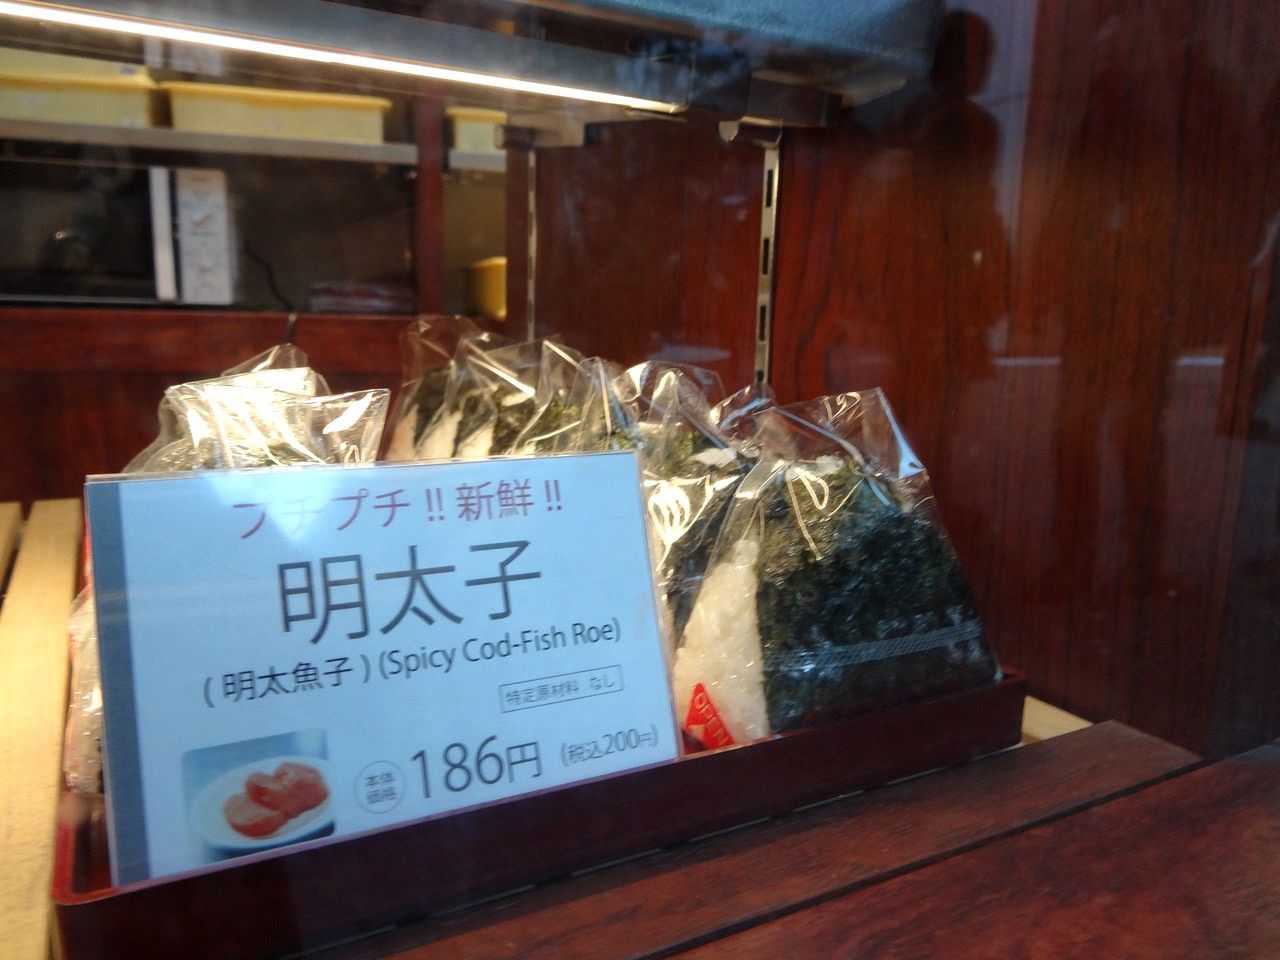 プチプチ!!新鮮!!
明太子
(明太魚子)(Spicy Cod-Fish Roe)
特定原材料 なし
本体価格 186円 (税込200円)
OPEN